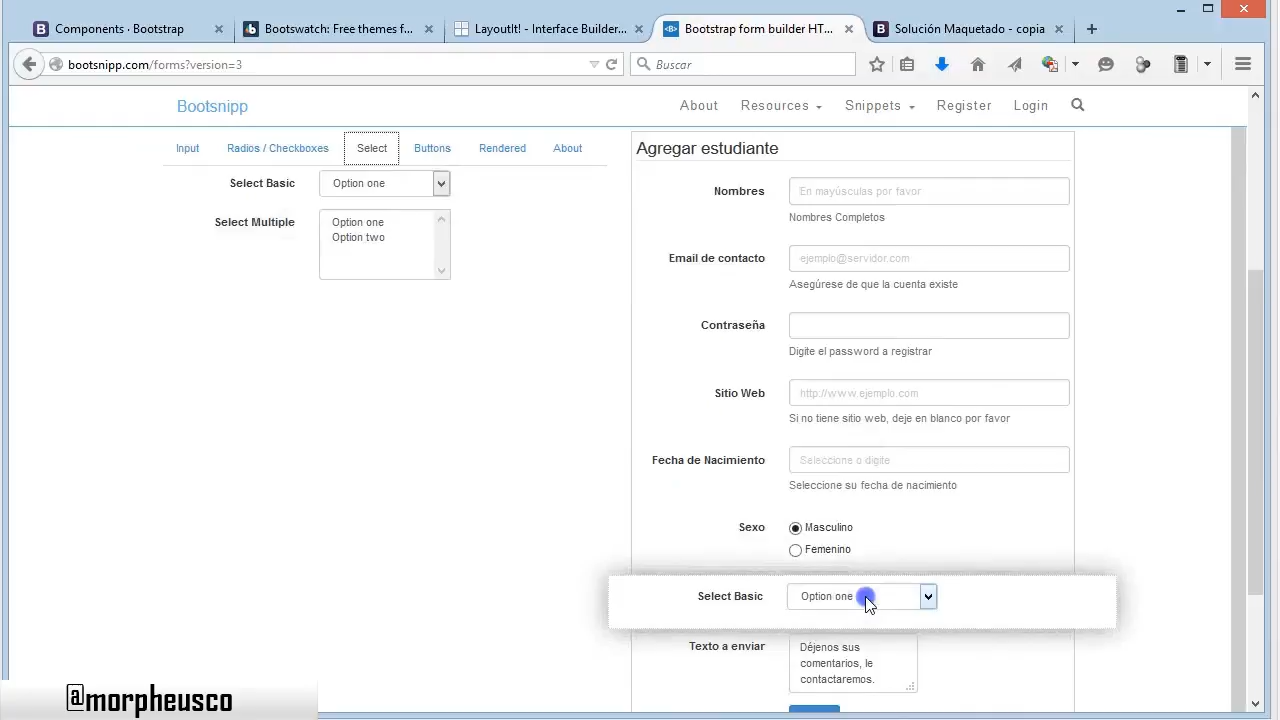 Components · Bootstrap
Bootswatch: Free themes f...
LayoutIt! - Interface Builder...
Bootstrap form builder HT...
Solución Maquetado - copia
bootsnipp.com/forms?version=3
Buscar
Bootsnipp
About
Resources
Snippets
Register
Login
Input
Radios / Checkboxes
Select
Buttons
Rendered
About
Select Basic
Option one
Select Multiple
Option one
Option two
Agregar estudiante
Nombres
En mayúsculas por favor
Nombres Completos
Email de contacto
ejemplo@servidor.com
Asegúrese de que la cuenta existe
Contraseña
Digite el password a registrar
Sitio Web
http://www.ejemplo.com
Si no tiene sitio web, deje en blanco por favor
Fecha de Nacimiento
Seleccione o digite
Seleccione su fecha de nacimiento
Sexo
Masculino
Femenino
Select Basic
Option one
Texto a enviar
Déjenos sus
comentarios, le
contactaremos.
@morpheusco